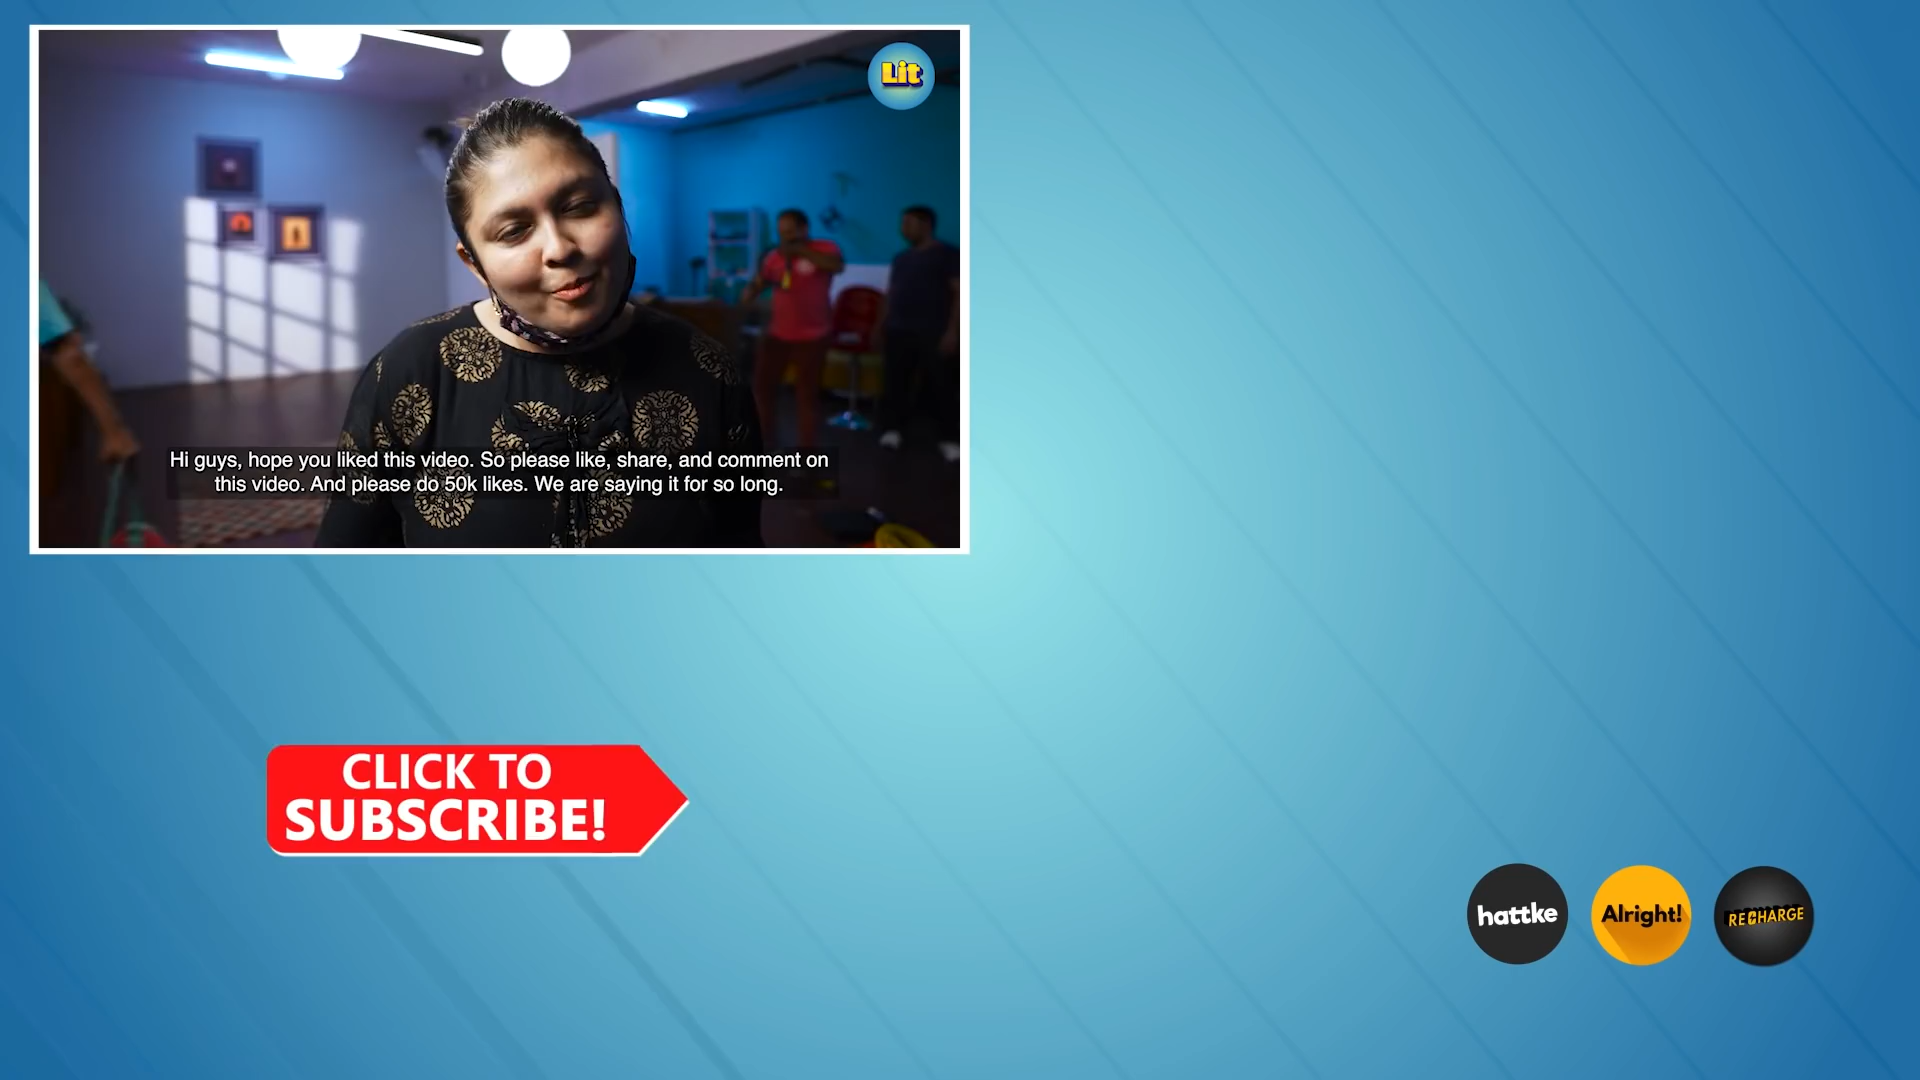 Lit
Hi guys, hope you liked this video. So please like, share, and comment on
this video. And please do 50k likes. We are saying it for so long.
CLICK TO
SUBSCRIBE!
hattke
Alright!
RECHARGE